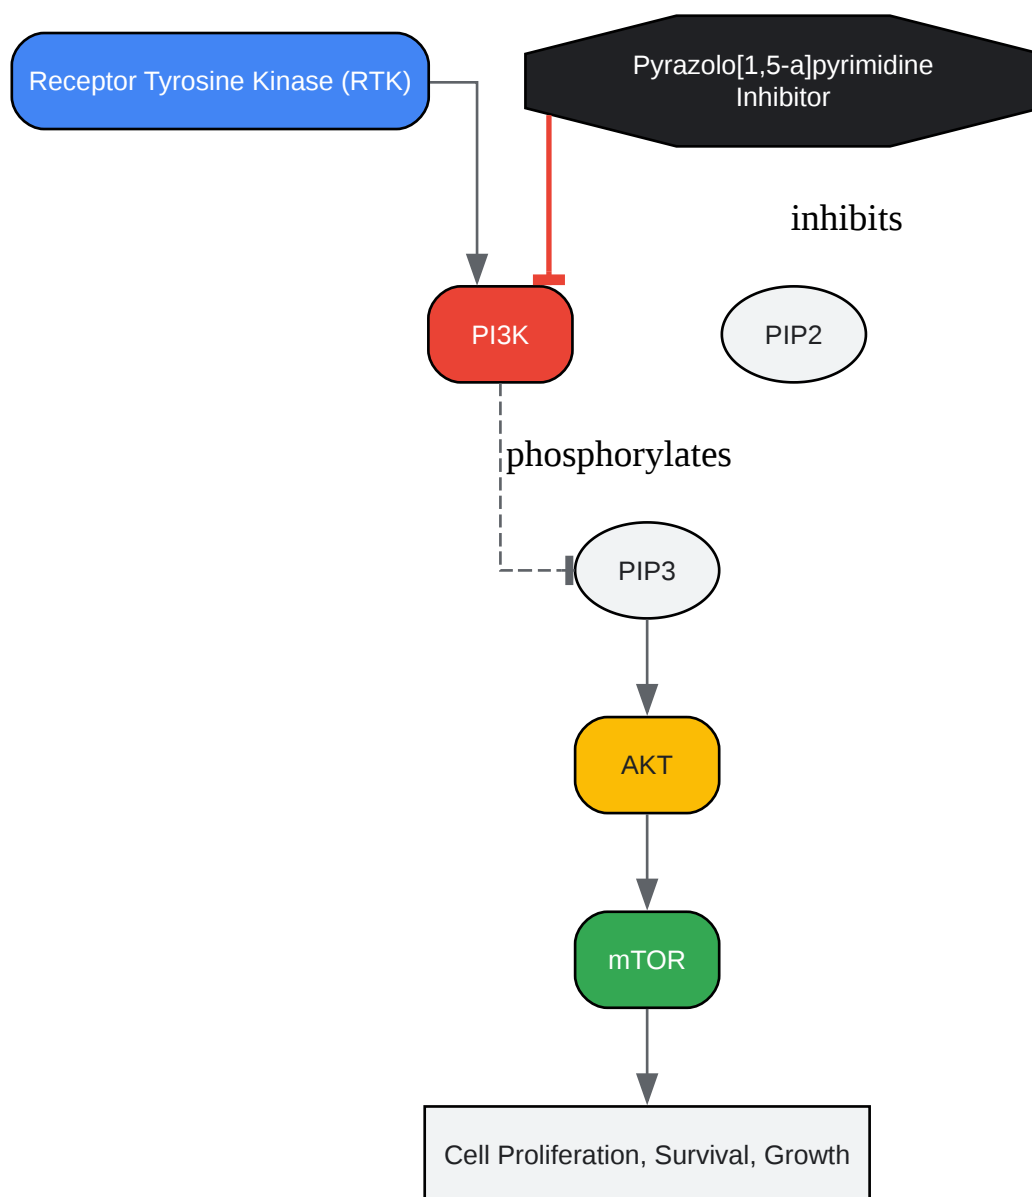 Receptor Tyrosine Kinase (RTK)
Pyrazolo[1,5-a]pyrimidine
Inhibitor
inhibits
PI3K
PIP2
phosphorylates
PIP3
AKT
mTOR
Cell Proliferation, Survival, Growth